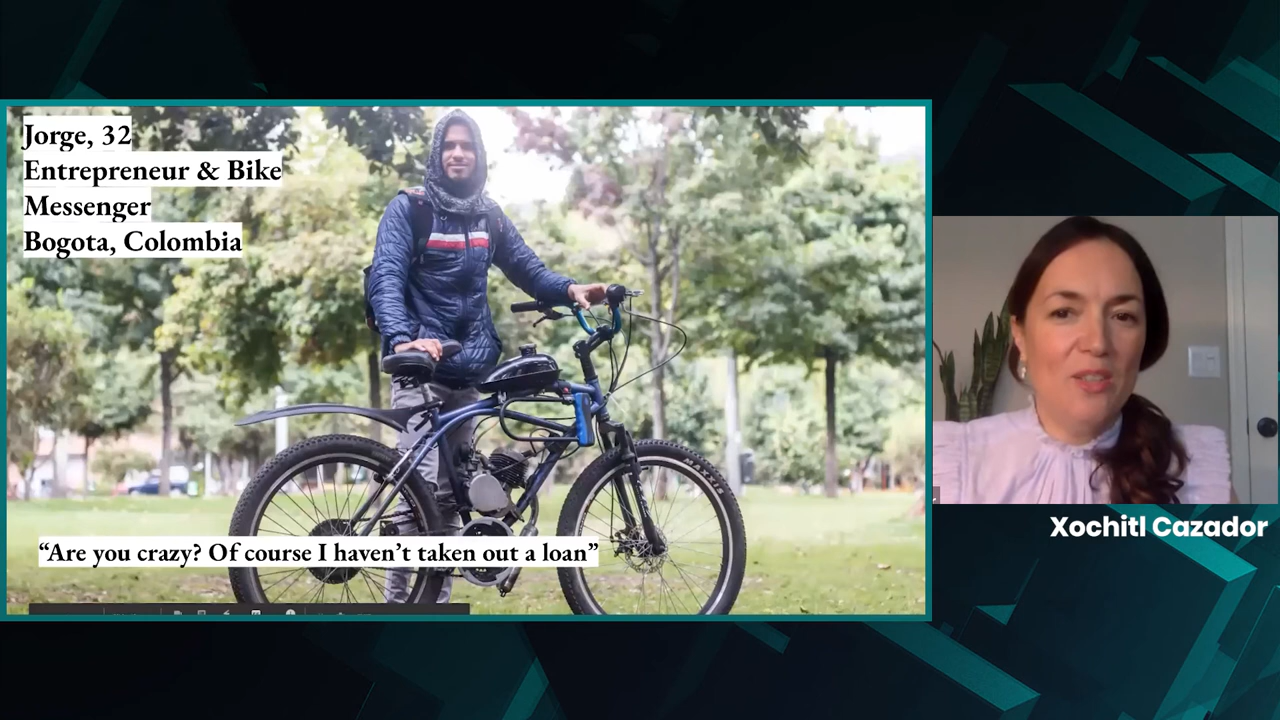 Jorge, 32
Entrepreneur & Bike
Messenger
Bogota, Colombia
“Are you crazy? Of course I haven’t taken out a loan”
Xochitl Cazador